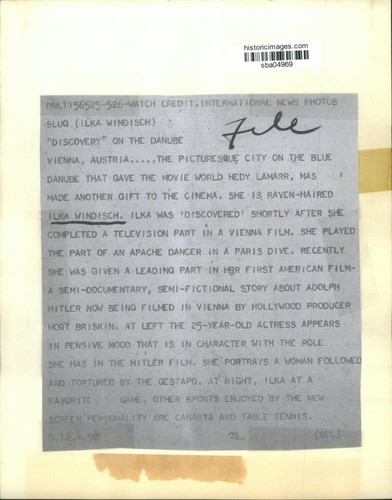 historicimages.com
sba04969
DNL1156525-526-WATCH CREDIT,INTERNATIONAL NEWS PHOTOS
SLUG (ILKA WINDISCH)
"DISCOVERY" ON THE DANUBE
File
VIENNA, AUSTRIA.....THE PICTURESQUE CITY ON THE BLUE
DANUBE THAT GAVE THE MOVIE WORLD HEDY LAMARR, HAS
MADE ANOTHER GIFT TO THE CINEMA. SHE IS RAVEN-HAIRED
ILKA WINDISCH. ILKA WAS 'DISCOVERED' SHORTLY AFTER SHE
COMPLETED A TELEVISION PART IN A VIENNA FILM. SHE PLAYED
THE PART OF AN APACHE DANCER IN A PARIS DIVE. RECENTLY
SHE WAS GIVEN A LEADING PART IN HER FIRST AMERICAN FILM-
A SEMI-DOCUMENTARY, SEMI-FICTIONAL STORY ABOUT ADOLPH
HITLER NOW BEING FILMED IN VIENNA BY HOLLYWOOD PRODUCER
MORT BRISKIN. AT LEFT THE 25-YEAR-OLD ACTRESS APPEARS
IN PENSIVE MOOD THAT IS IN CHARACTER WITH THE ROLE
SHE HAS IN THE HITLER FILM. SHE PORTRAYS A WOMAN FOLLOWED
AND TORTURED BY THE GESTAPO. AT RIGHT, ILKA AT A
FAVORITE GAME. OTHER SPORTS ENJOYED BY THE NEW
SCREEN PERSONALITY ARE CANASTA AND TABLE TENNIS.
(SEL)